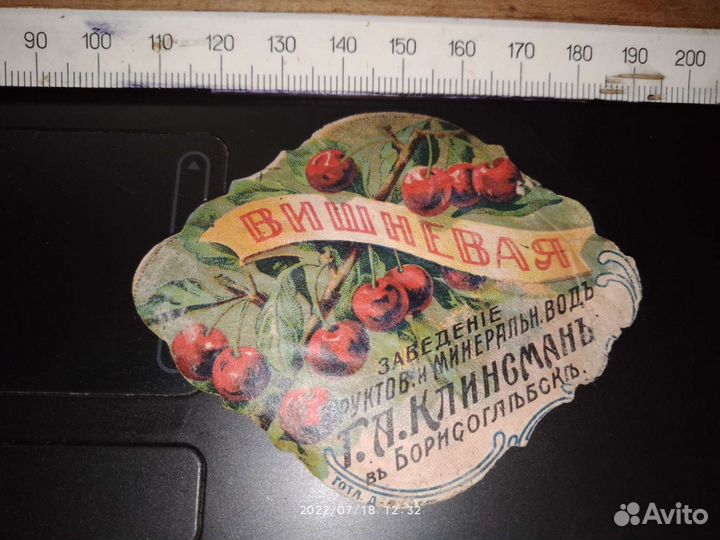 90 100 110 120 130 140 150 160 170 180 190 200
ВИШНЕВАЯ
ЗАВЕДЕНІЕ
ФРУКТОВ. И МИНЕРАЛЬН. ВОДЪ
Г. А. КЛИНСМАНЪ
ВЪ БОРИСОГЛѢБСКѢ.
2022/07/18 12:32
Avito